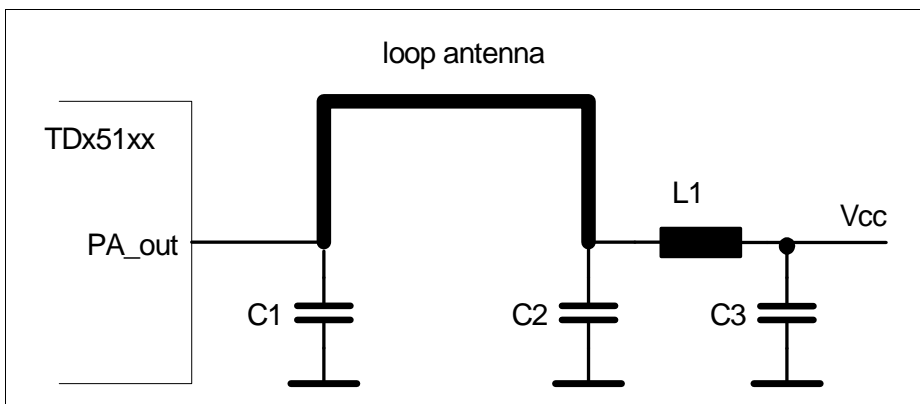 loop antenna
TDx51xx
L1
Vcc
PA_out
C1
C2
C3